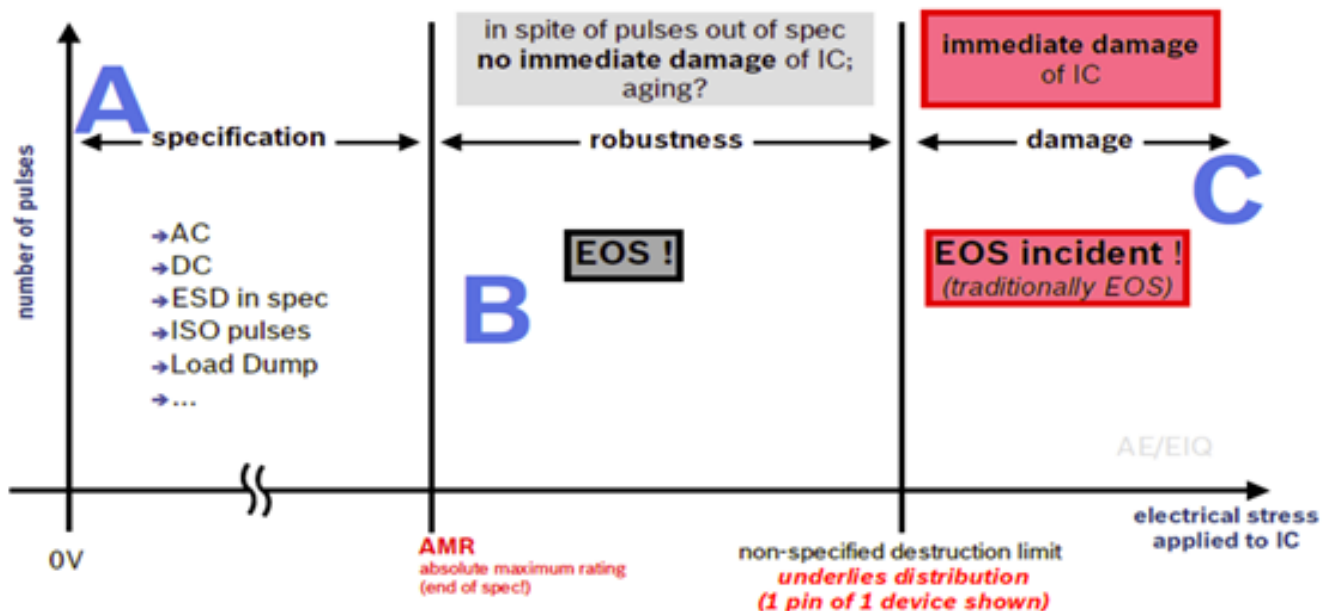 in spite of pulses out of spec
no immediate damage of IC;
aging?
immediate damage
of IC
A
specification
robustness
damage
C
number of pulses
→AC
→DC
→ESD in spec
→ISO pulses
→Load Dump
→...
EOS !
B
EOS incident !
(traditionally EOS)
AE/EIQ
electrical stress
applied to IC
0V
AMR
absolute maximum rating
(end of spec!)
non-specified destruction limit
underlies distribution
(1 pin of 1 device shown)